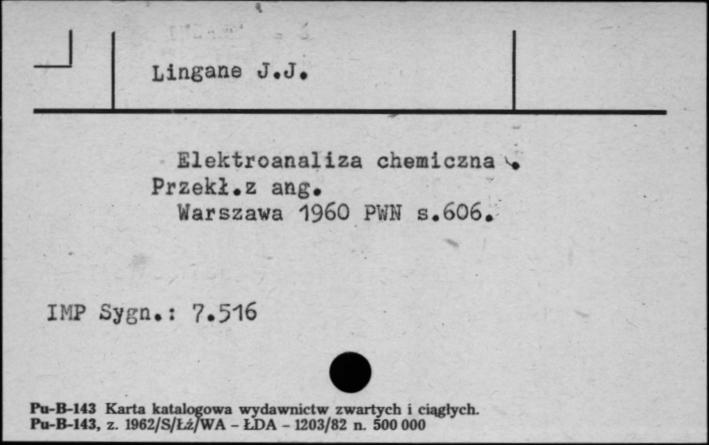 Lingane J.J.
Elektroanaliza chemiczna .
Przekł.z ang.
Warszawa 1960 PWN s.606.
IMP Sygn.: 7.516
Pu-B-143 Karta katalogowa wydawnictw zwartych i ciągłych.
Pu-B-143, z. 1962/S/Łź/WA – ŁDA – 1203/82 n. 500 000